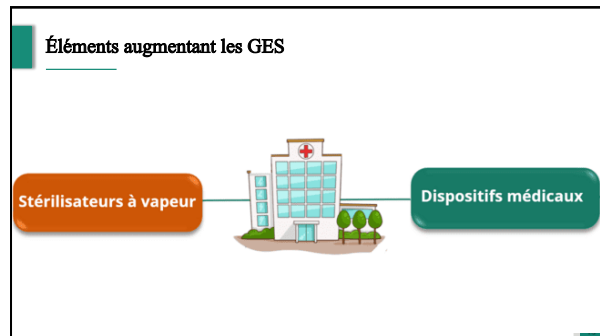 Éléments augmentant les GES
Stérilisateurs à vapeur
Dispositifs médicaux